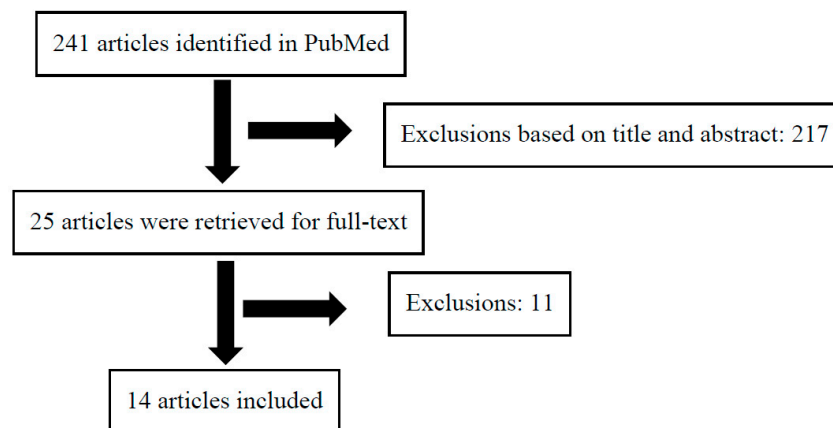 241 articles identified in PubMed
Exclusions based on title and abstract: 217
25 articles were retrieved for full-text
Exclusions: 11
14 articles included